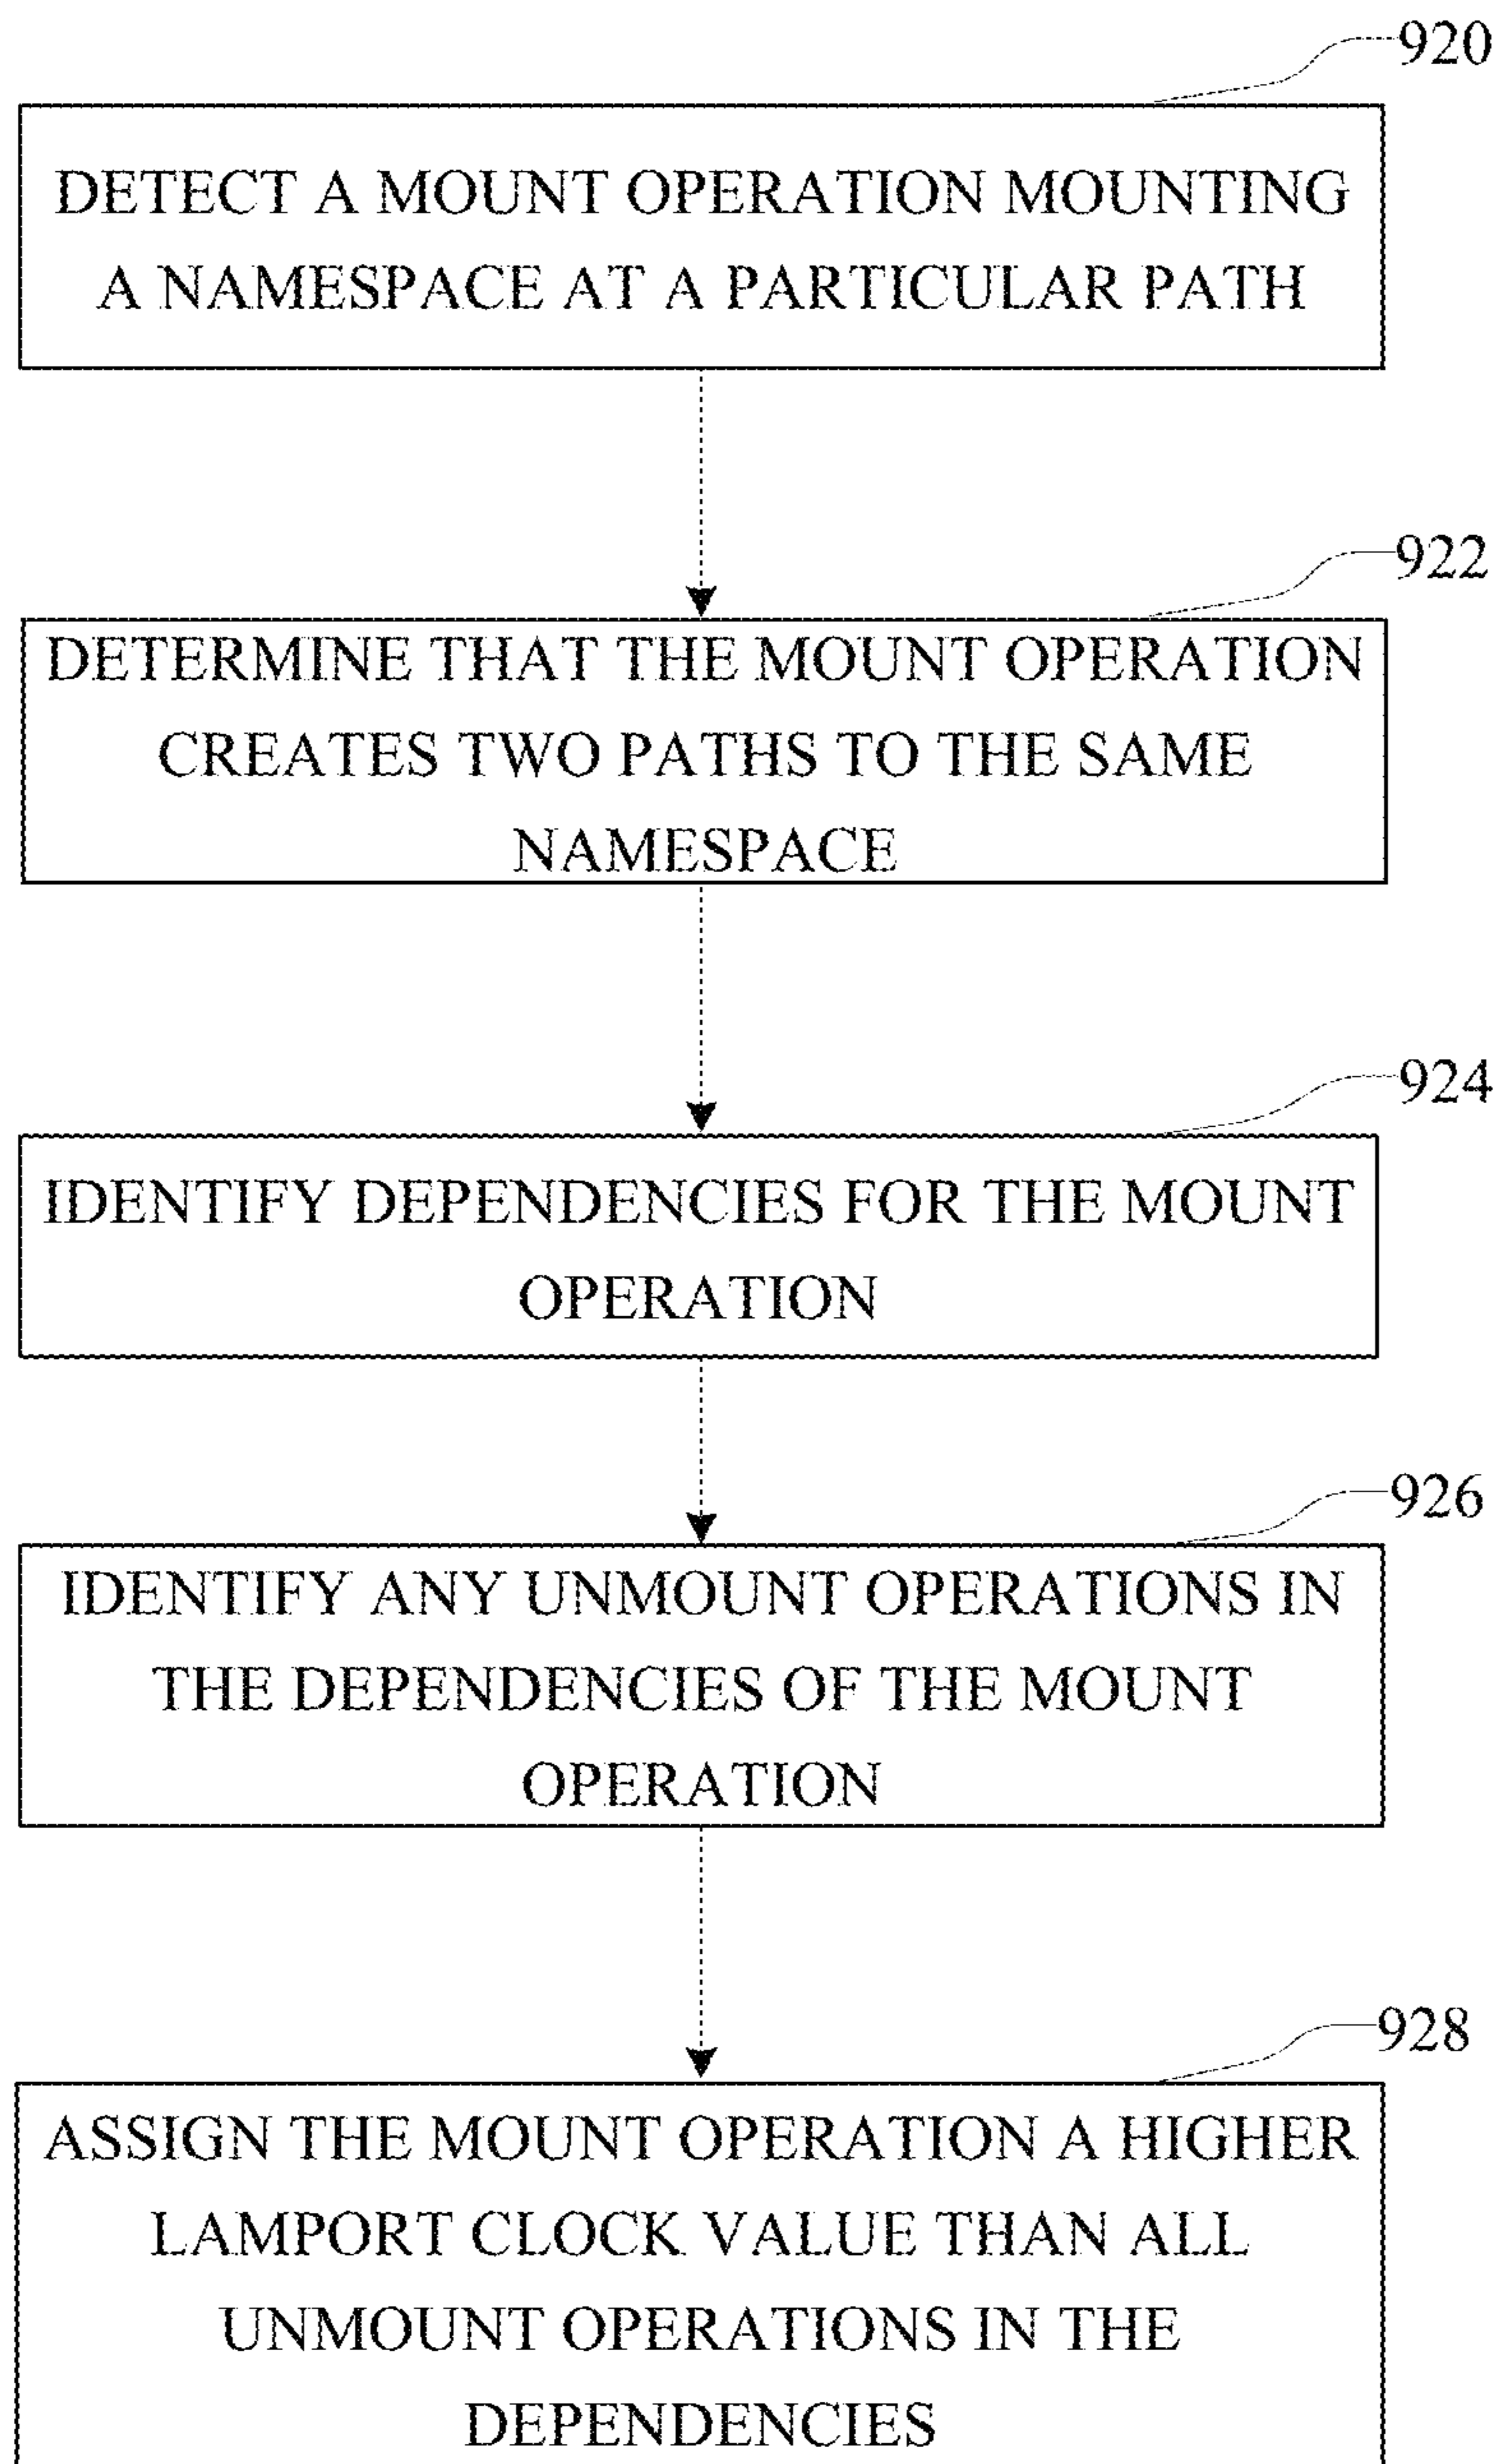 920
DETECT A MOUNT OPERATION MOUNTING
A NAMESPACE AT A PARTICULAR PATH
922
DETERMINE THAT THE MOUNT OPERATION
CREATES TWO PATHS TO THE SAME
NAMESPACE
924
IDENTIFY DEPENDENCIES FOR THE MOUNT
OPERATION
926
IDENTIFY ANY UNMOUNT OPERATIONS IN
THE DEPENDENCIES OF THE MOUNT
OPERATION
928
ASSIGN THE MOUNT OPERATION A HIGHER
LAMPORT CLOCK VALUE THAN ALL
UNMOUNT OPERATIONS IN THE
DEPENDENCIES